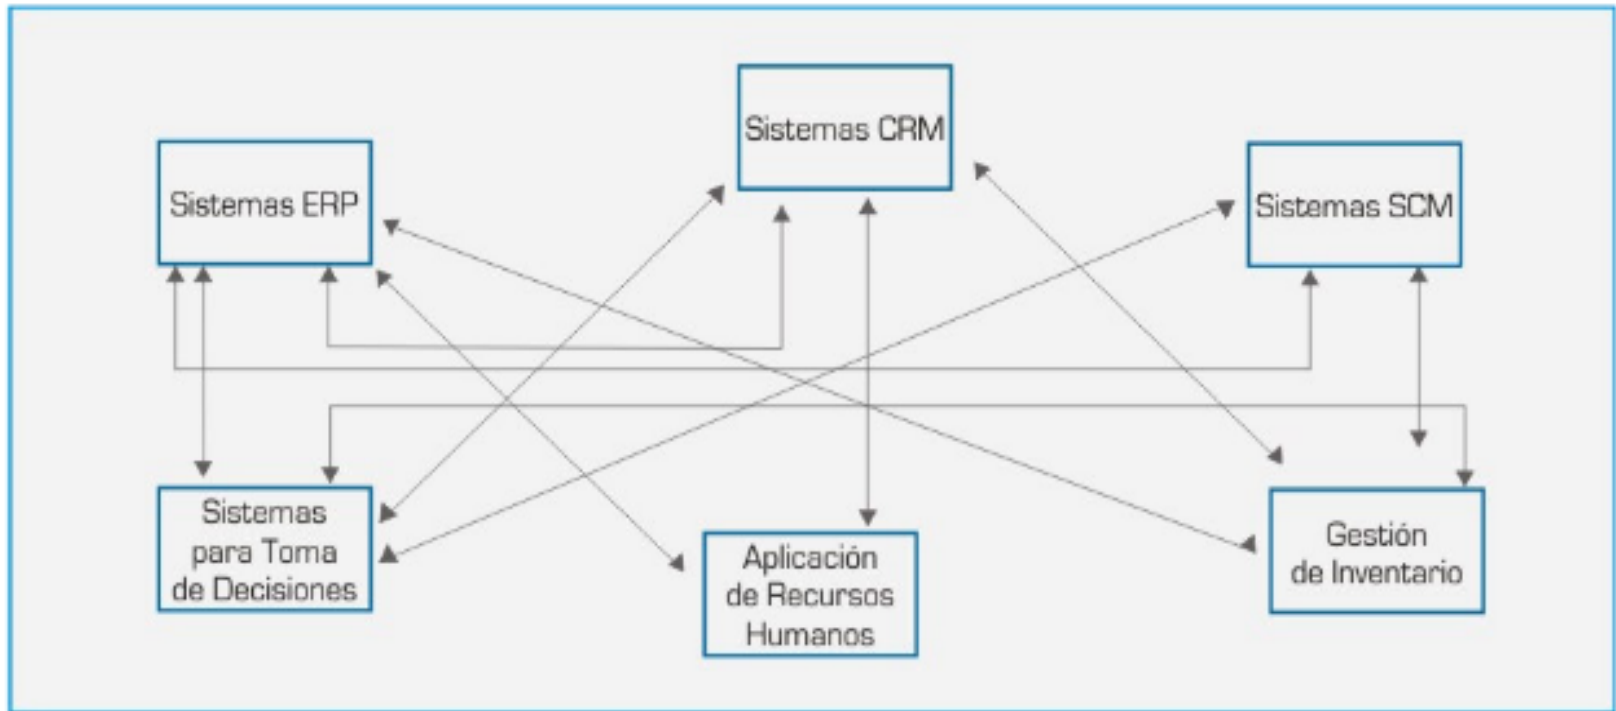 Sistemas CRM
Sistemas ERP
Sistemas SCM
Sistemas
para Toma
de Decisiones
Aplicación
de Recursos
Humanos
Gestión
de Inventario